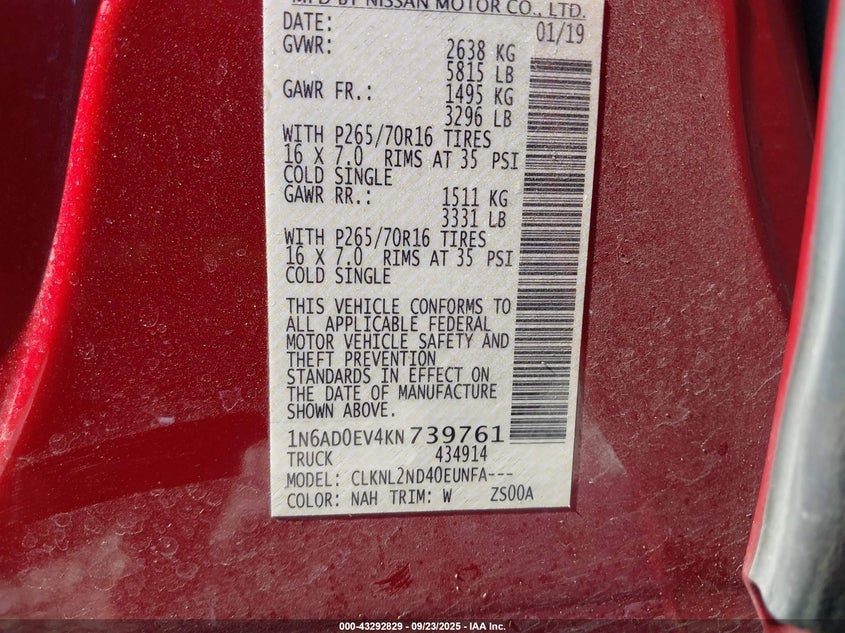 MFD BY NISSAN MOTOR CO., LTD.
DATE: 01/19
GVWR: 2638 KG
5815 LB
GAWR FR.: 1495 KG
3296 LB
WITH P265/70R16 TIRES
16 X 7.0 RIMS AT 35 PSI
COLD SINGLE
GAWR RR.: 1511 KG
3331 LB
WITH P265/70R16 TIRES
16 X 7.0 RIMS AT 35 PSI
COLD SINGLE
THIS VEHICLE CONFORMS TO
ALL APPLICABLE FEDERAL
MOTOR VEHICLE SAFETY AND
THEFT PREVENTION
STANDARDS IN EFFECT ON
THE DATE OF MANUFACTURE
SHOWN ABOVE.
1N6AD0EV4KN739761
TRUCK 434914
MODEL: CLKNL2ND40EUNFA---
COLOR: NAH TRIM: W ZS00A
000-43292829 - 09/23/2025 - IAA Inc.